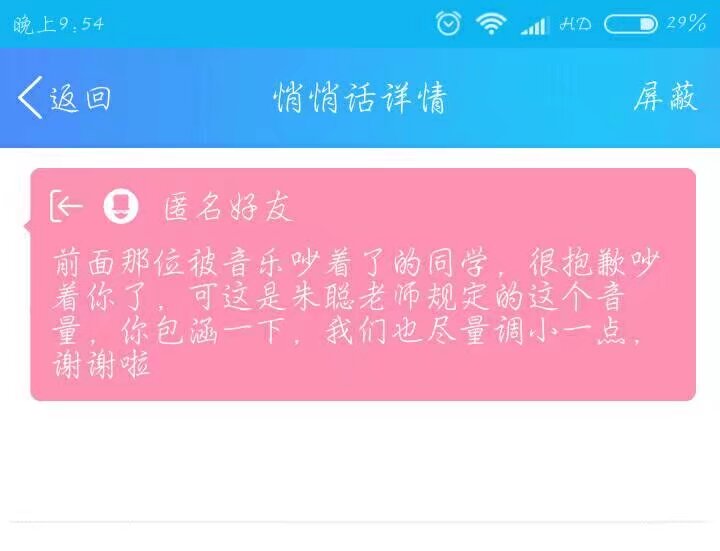 晚上9:54 HD 29%
返回 悄悄话详情 屏蔽
匿名好友
前面那位被音乐吵着了的同学，很抱歉吵
着你了，可这是朱聪老师规定的这个音
量，你包涵一下，我们也尽量调小一点，
谢谢啦